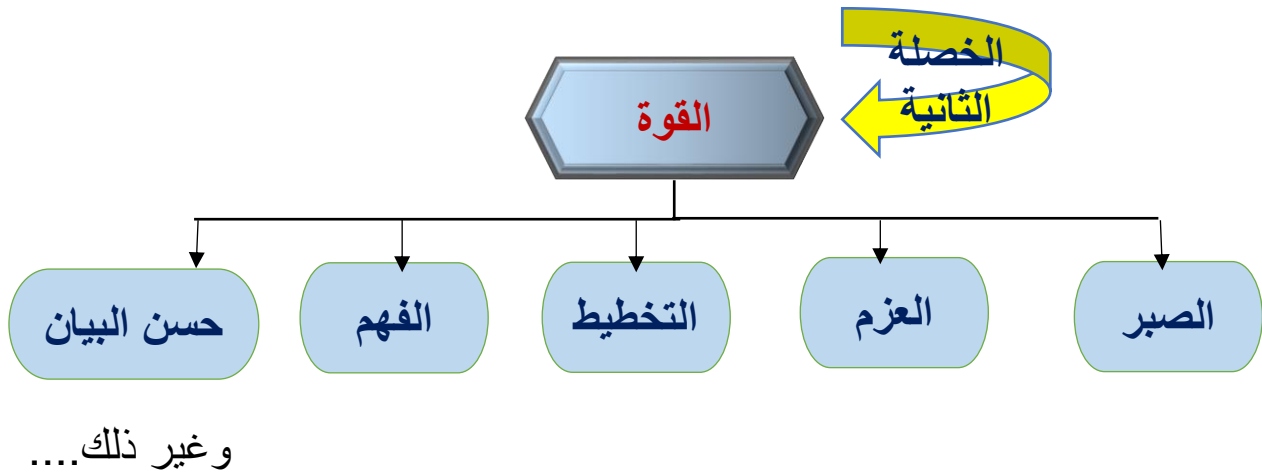 الخصلة
الثانية
القوة
الصبر
العزم
التخطيط
الفهم
حسن البيان
وغير ذلك....